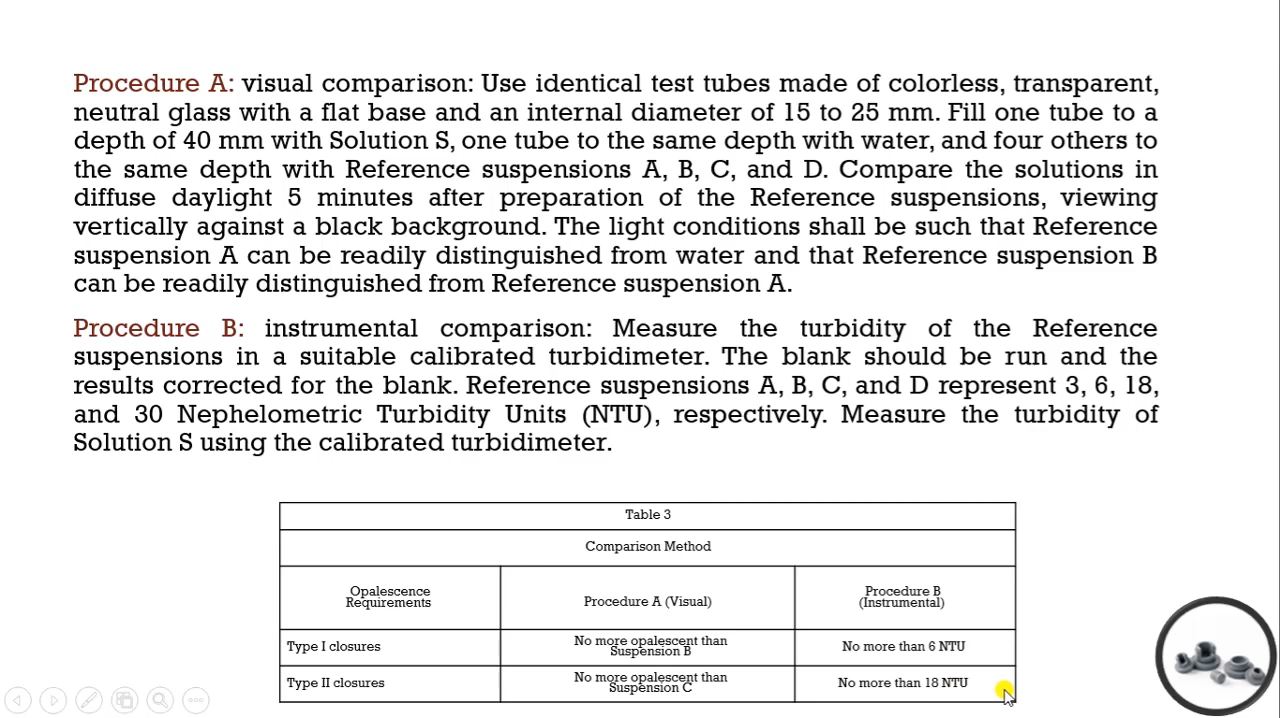 Procedure A: visual comparison: Use identical test tubes made of colorless, transparent,
neutral glass with a flat base and an internal diameter of 15 to 25 mm. Fill one tube to a
depth of 40 mm with Solution S, one tube to the same depth with water, and four others to
the same depth with Reference suspensions A, B, C, and D. Compare the solutions in
diffuse daylight 5 minutes after preparation of the Reference suspensions, viewing
vertically against a black background. The light conditions shall be such that Reference
suspension A can be readily distinguished from water and that Reference suspension B
can be readily distinguished from Reference suspension A.
Procedure B: instrumental comparison: Measure the turbidity of the Reference
suspensions in a suitable calibrated turbidimeter. The blank should be run and the
results corrected for the blank. Reference suspensions A, B, C, and D represent 3, 6, 18,
and 30 Nephelometric Turbidity Units (NTU), respectively. Measure the turbidity of
Solution S using the calibrated turbidimeter.
Table 3
Comparison Method
Opalescence
Requirements
Procedure A (Visual)
Procedure B
(Instrumental)
Type I closures
No more opalescent than
Suspension B
No more than 6 NTU
Type II closures
No more opalescent than
Suspension C
No more than 18 NTU